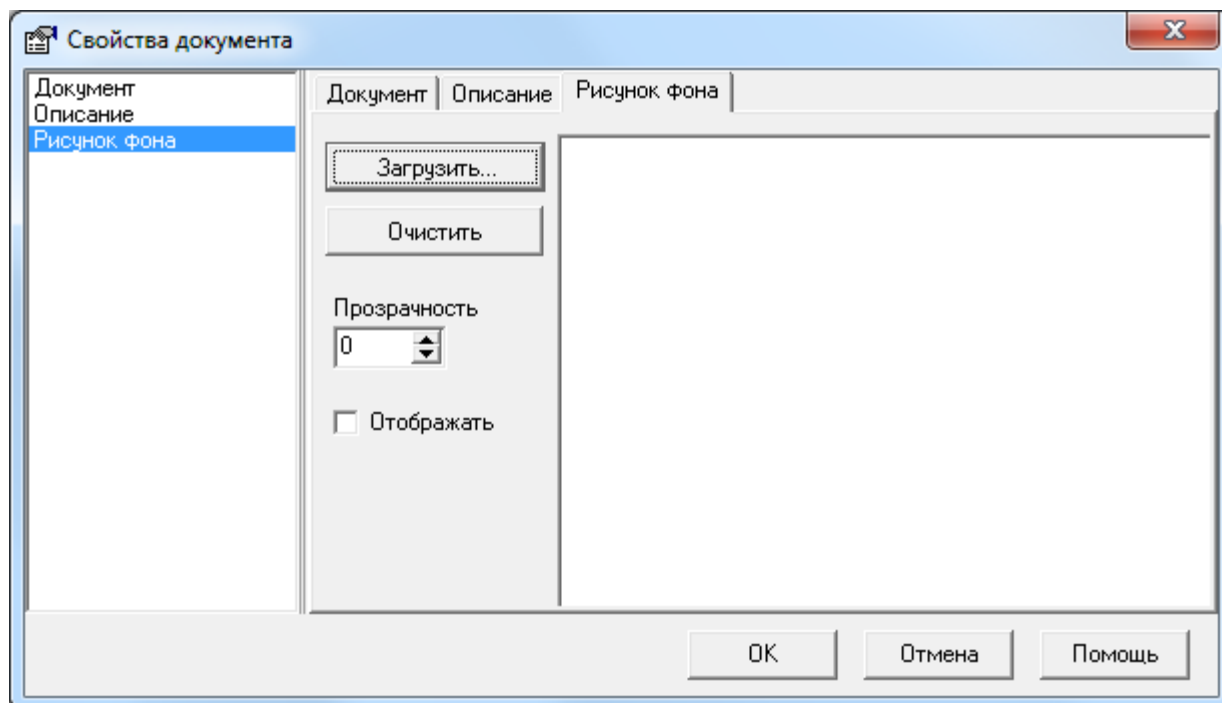 Свойства документа
Документ
Описание
Рисунок фона
Документ Описание Рисунок фона
Загрузить...
Очистить
Прозрачность
0
Отображать
OK Отмена Помощь